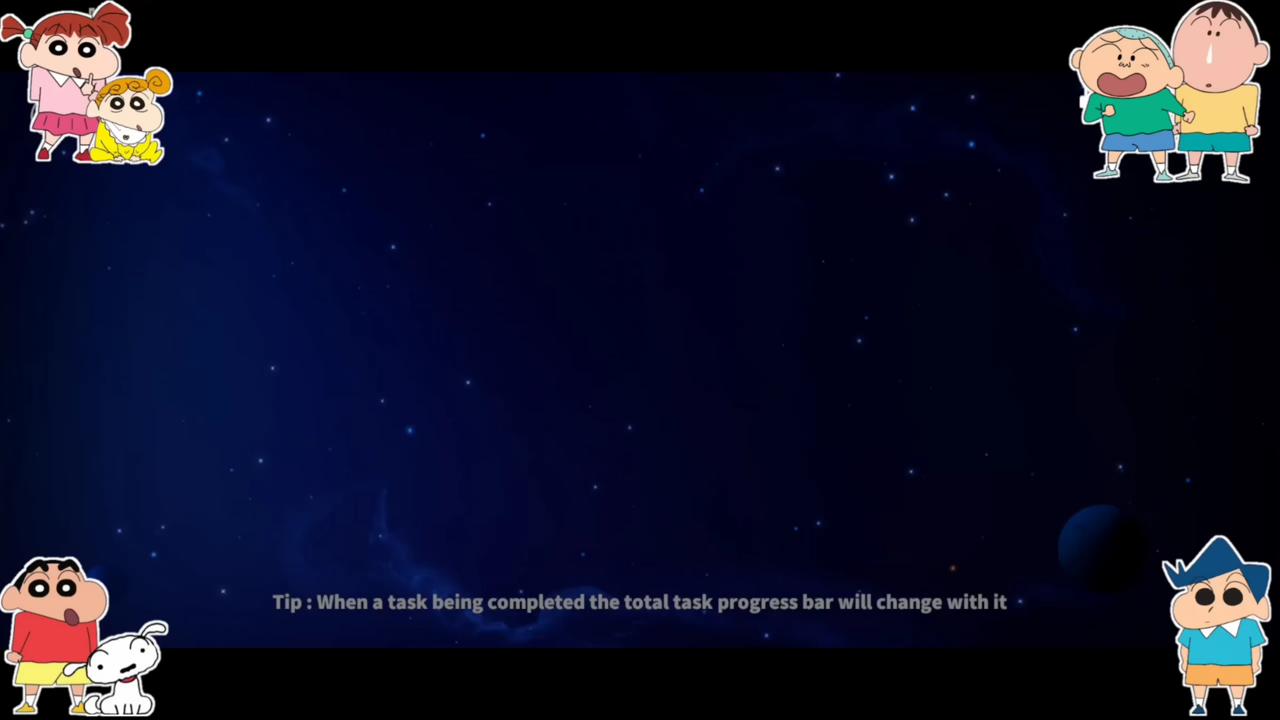 Tip : When a task being completed the total task progress bar will change with it